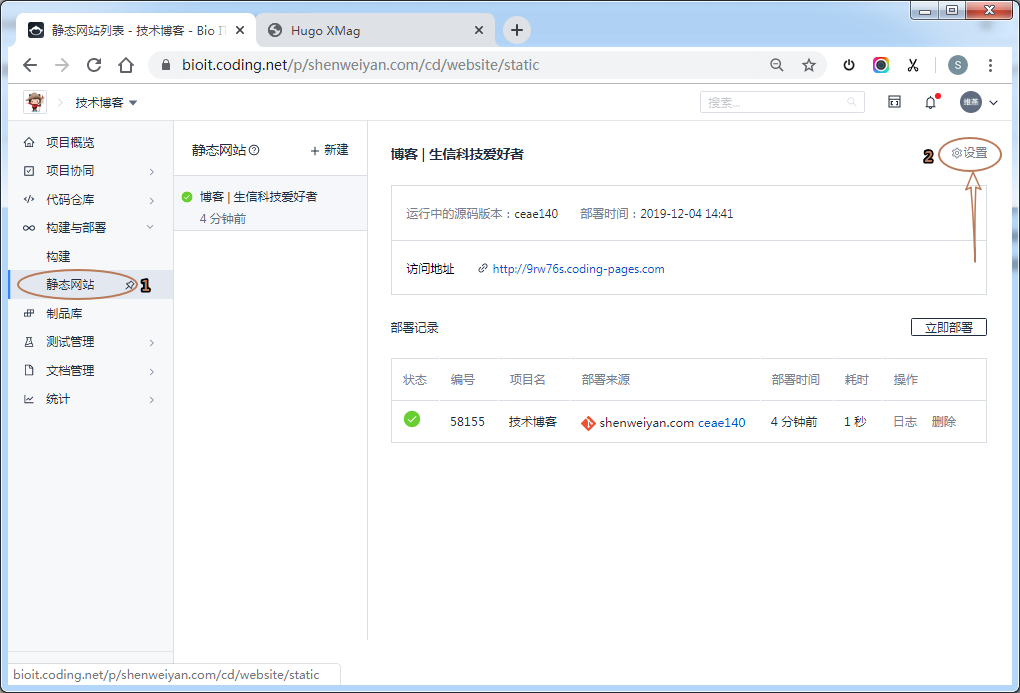 静态网站列表 - 技术博客 - Bio I
Hugo XMag
bioit.coding.net/p/shenweiyan.com/cd/website/static
S
技术博客
搜索...
维基
项目概览
项目协同
代码仓库
构建与部署
构建
静态网站
1
制品库
测试管理
文档管理
统计
静态网站
+ 新建
博客 | 生信科技爱好者
4 分钟前
博客 | 生信科技爱好者
2
设置
运行中的源码版本：ceae140 部署时间：2019-12-04 14:41
访问地址 http://9rw76s.coding-pages.com
部署记录
立即部署
状态 编号 项目名 部署来源 部署时间 耗时 操作
58155 技术博客 shenweiyan.com ceae140 4 分钟前 1 秒 日志 删除
bioit.coding.net/p/shenweiyan.com/cd/website/static